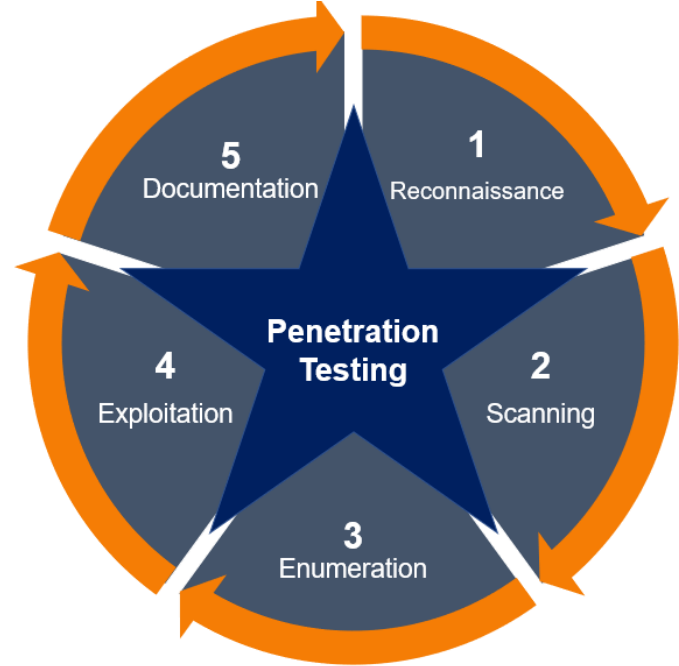 1
Reconnaissance
2
Scanning
3
Enumeration
4
Exploitation
5
Documentation
Penetration
Testing